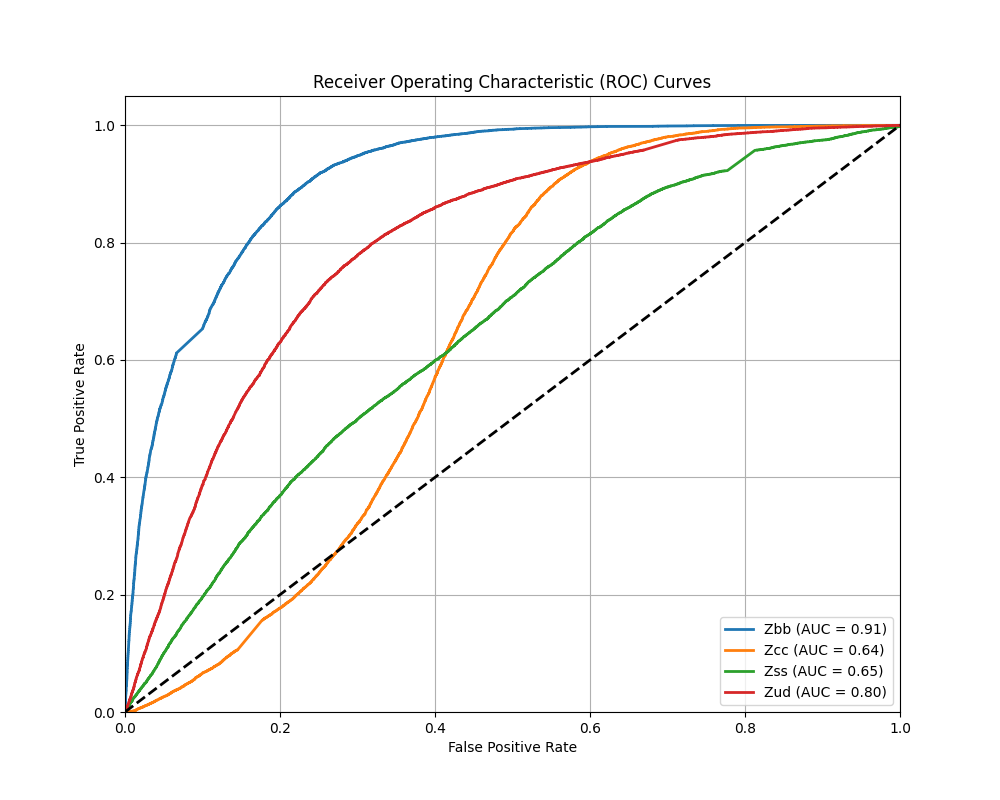 Receiver Operating Characteristic (ROC) Curves
1.0
0.8
0.6
0.4
0.2
0.0
True Positive Rate
Zbb (AUC = 0.91)
Zcc (AUC = 0.64)
Zss (AUC = 0.65)
Zud (AUC = 0.80)
0.0 0.2 0.4 0.6 0.8 1.0
False Positive Rate